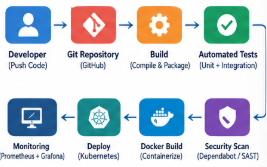 Developer
(Push Code)
Git Repository
(GitHub)
Build
(Compile & Package)
Automated Tests
(Unit + Integration)
Security Scan
(Dependabot / SAST)
Docker Build
(Containerize)
Deploy
(Kubernetes)
Monitoring
(Prometheus + Grafana)